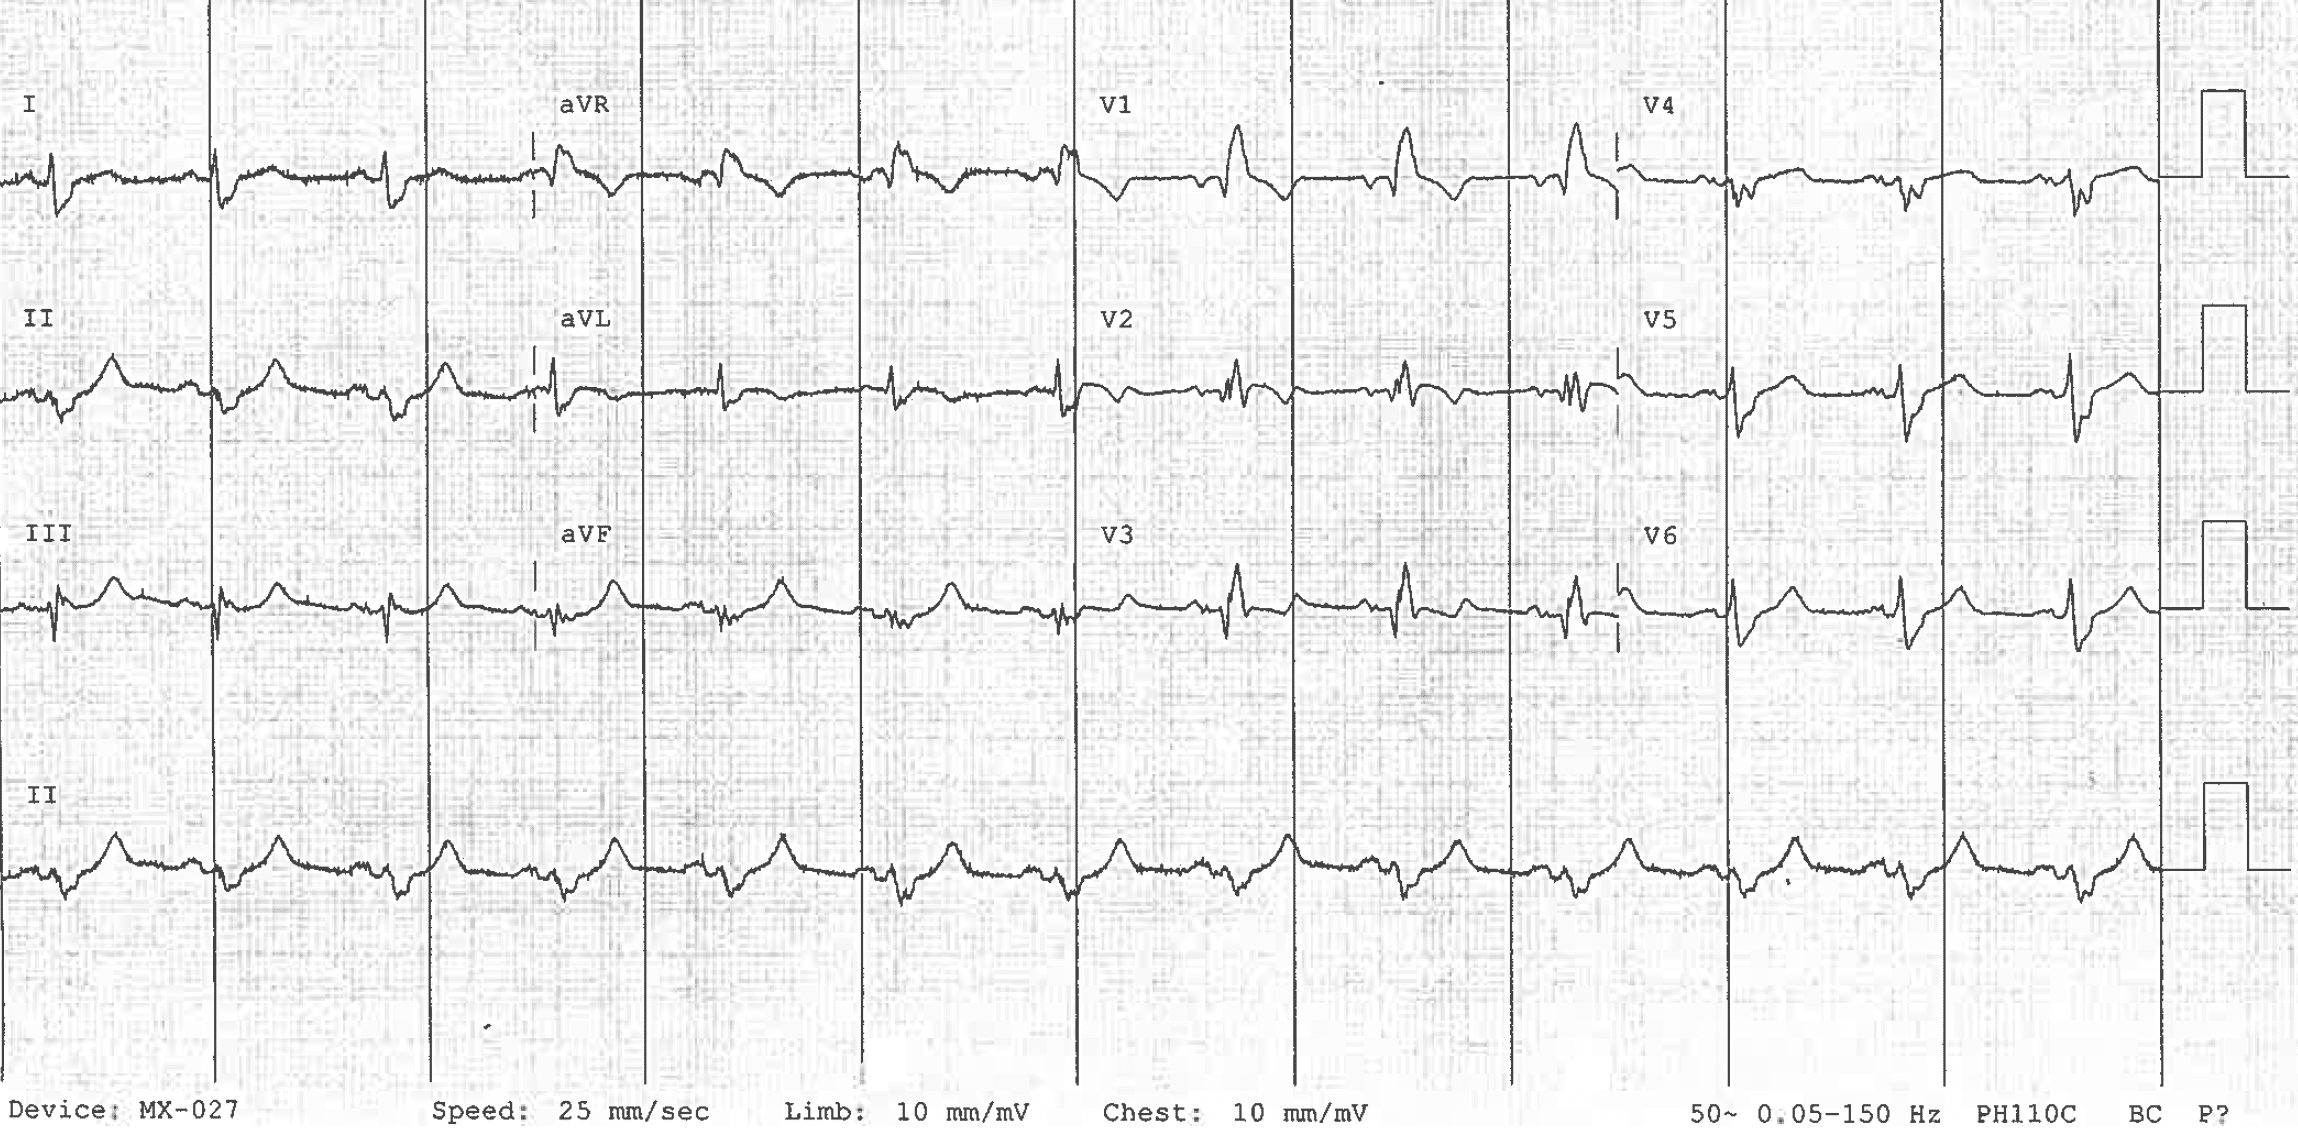 I aVR V1 V4
II aVL V2 V5
III aVF V3 V6
II
Device: MX-027 Speed: 25 mm/sec Limb: 10 mm/mV Chest: 10 mm/mV 50~ 0.05-150 Hz PH110C BC P?